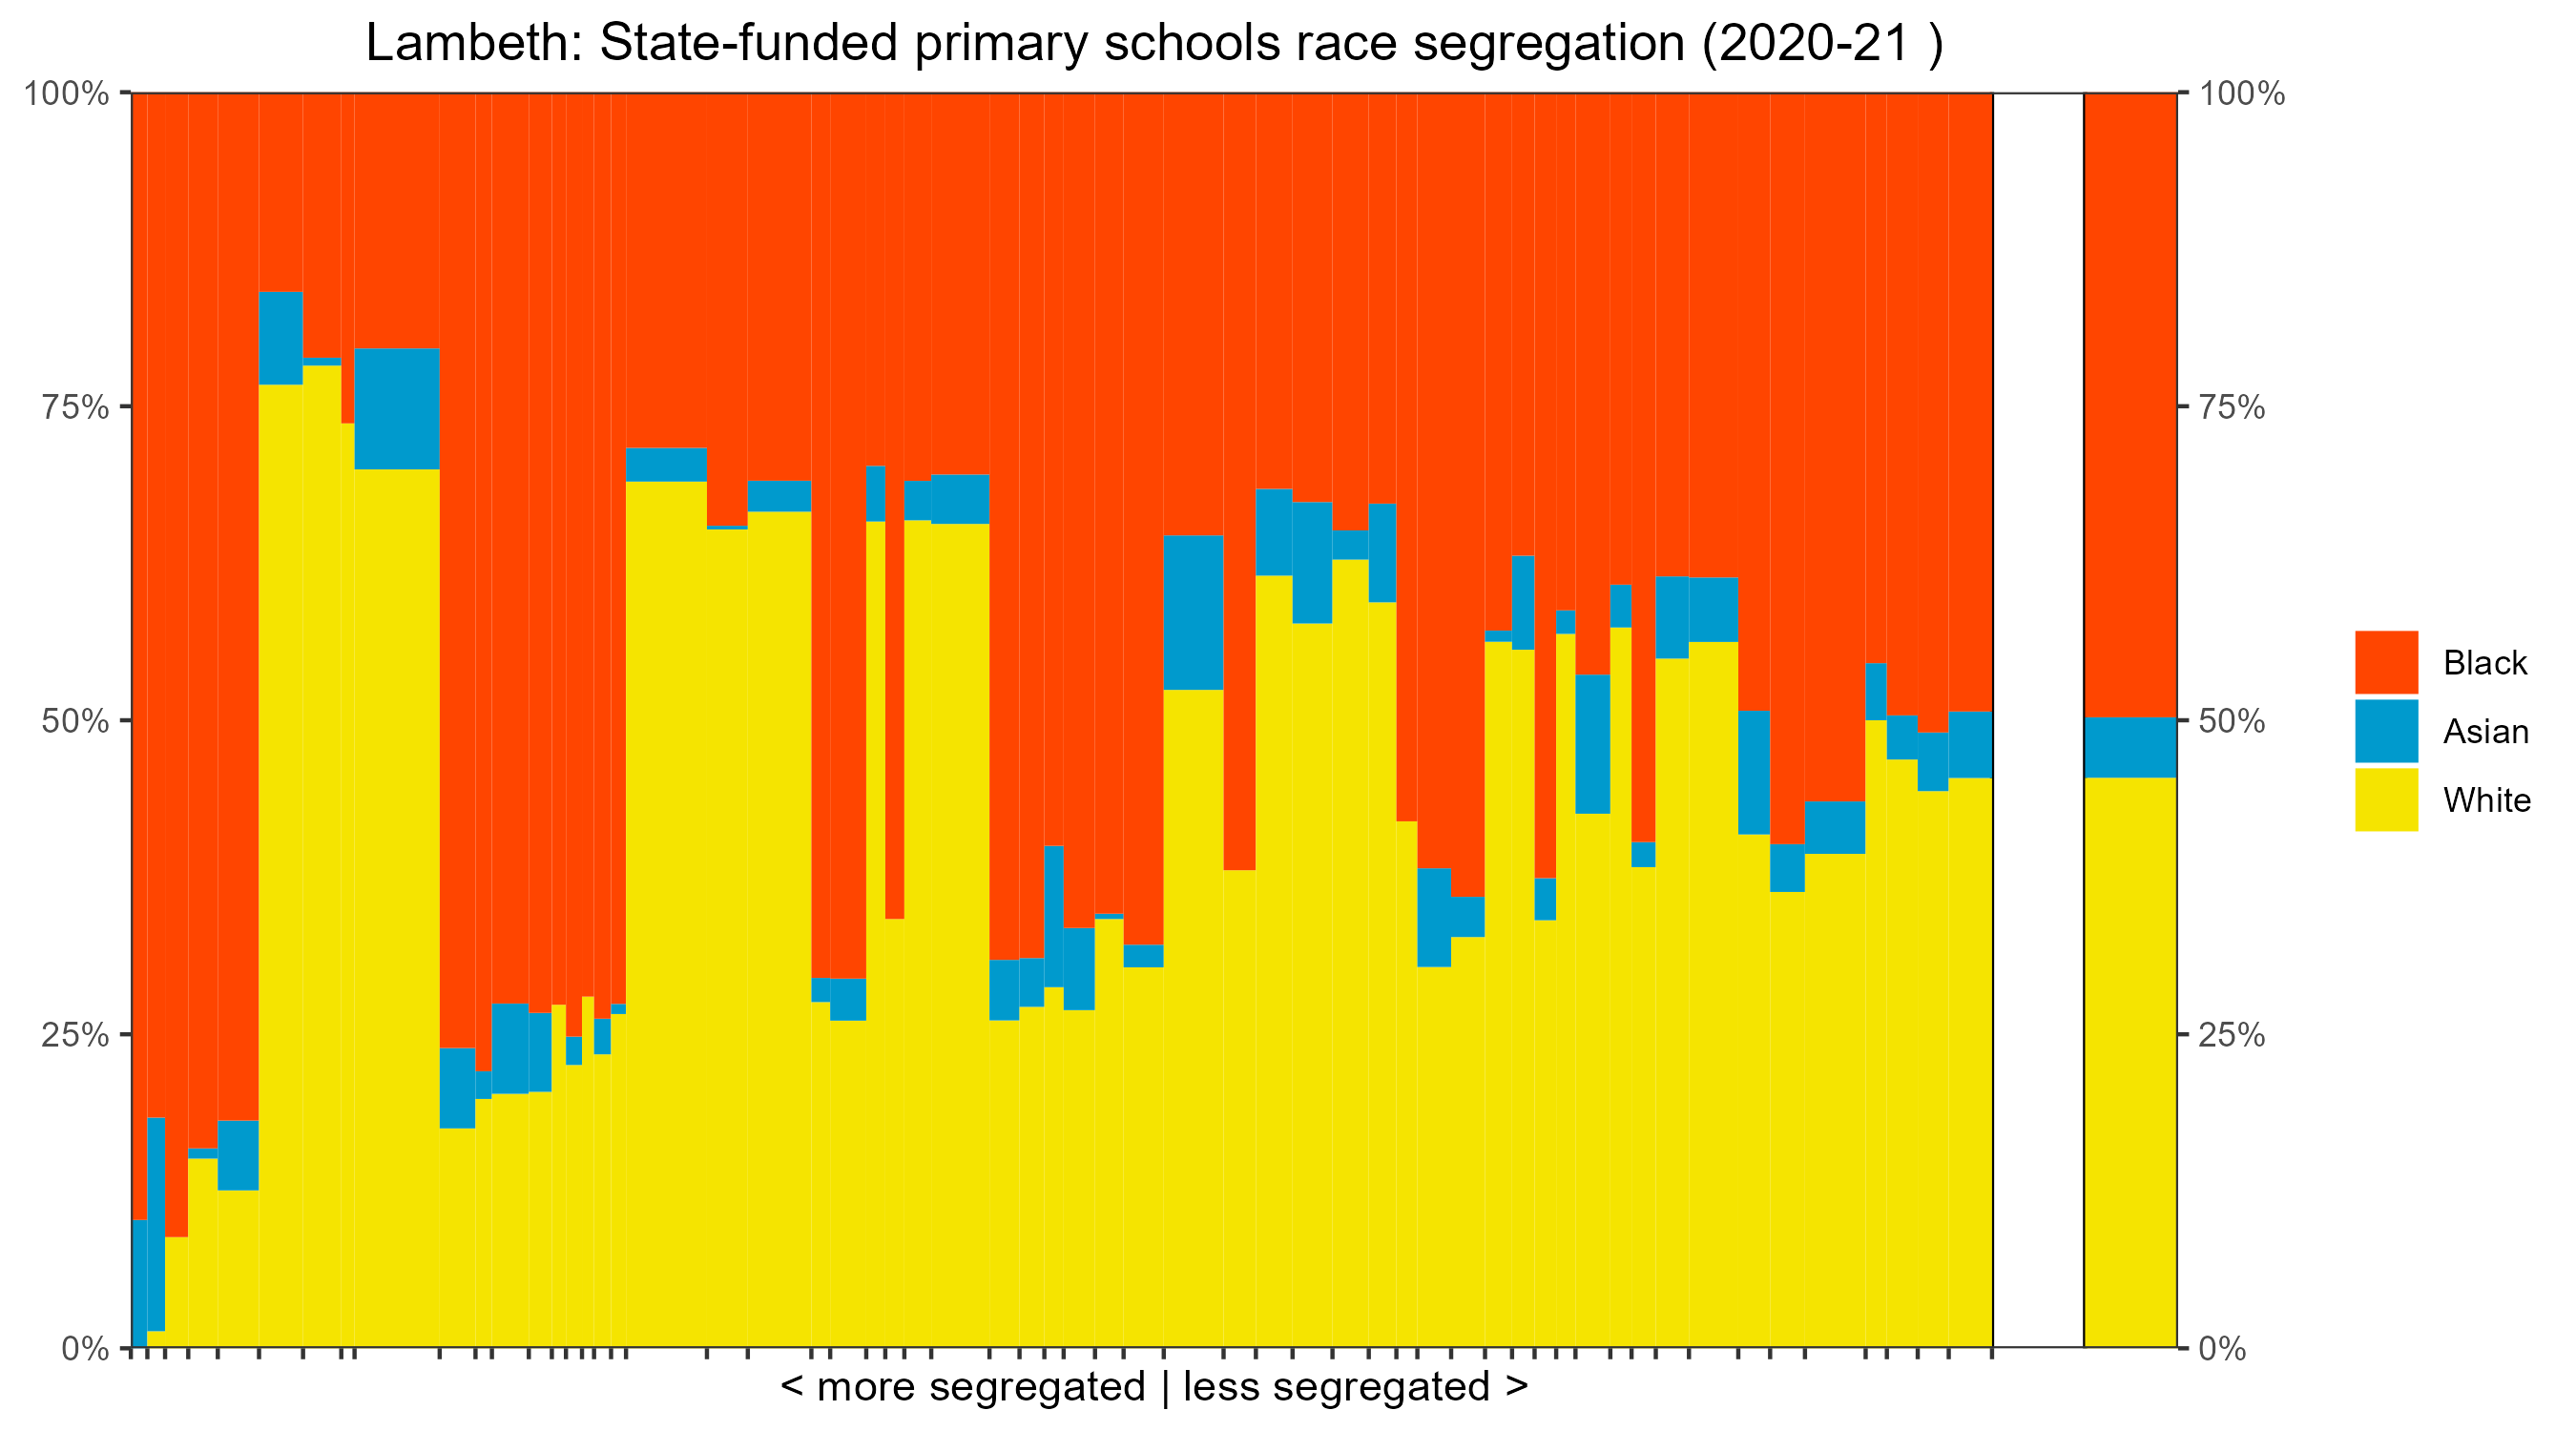 Lambeth: State-funded primary schools race segregation (2020-21 )
100%
75%
50%
25%
0%
100%
75%
50%
25%
0%
Black
Asian
White
< more segregated | less segregated >